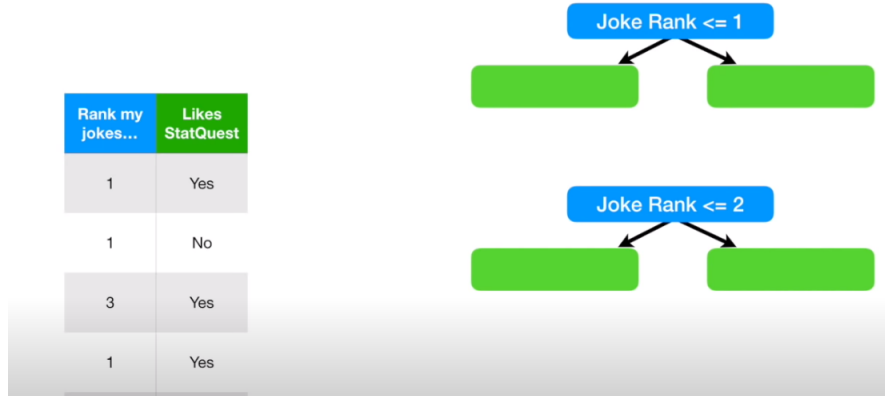 Joke Rank <= 1
Rank my jokes...
Likes StatQuest
1 Yes
1 No
Joke Rank <= 2
3 Yes
1 Yes